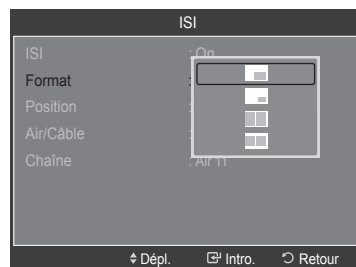 ISI
ISI : On
Format :
Position :
Air/Câble :
Chaîne : Air 11
Dépl. Intro. Retour